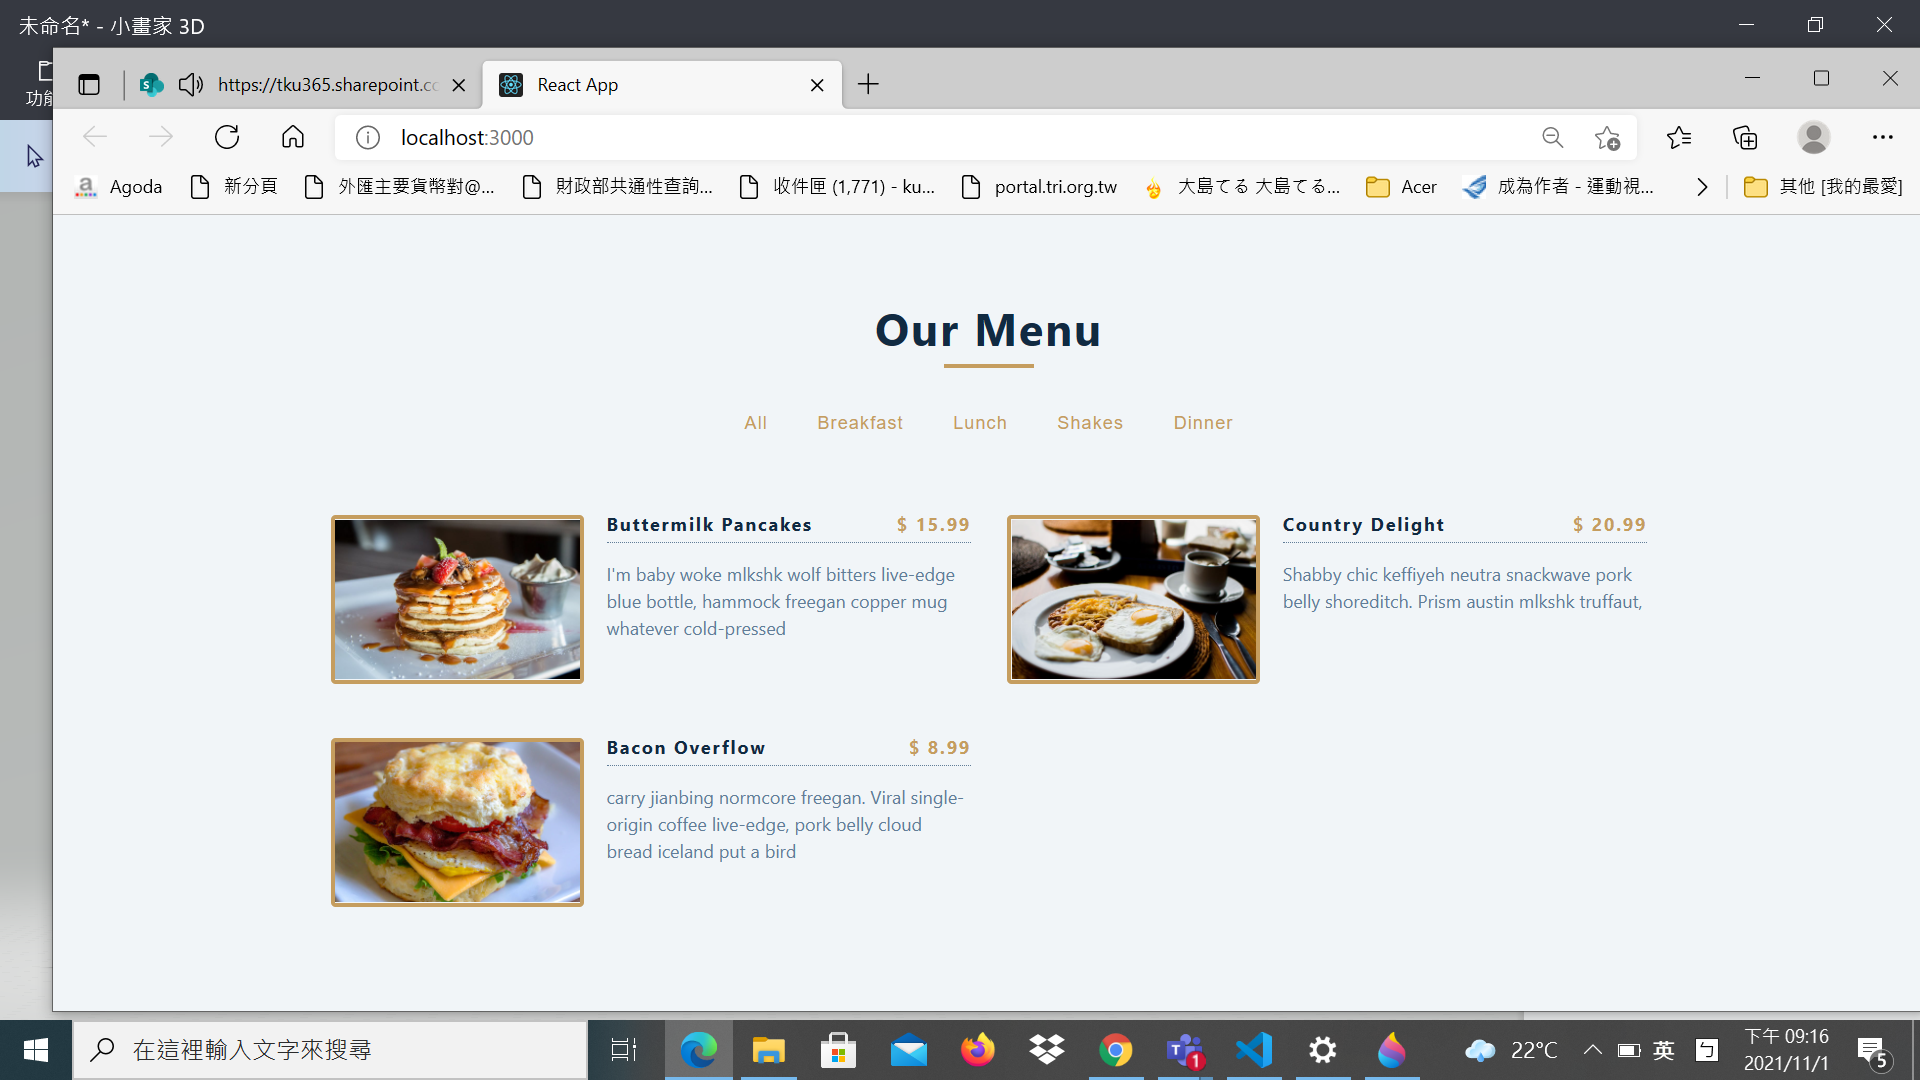 未命名* - 小畫家 3D
功能
https://tku365.sharepoint.co
React App
localhost:3000
Agoda
新分頁
外匯主要貨幣對@...
財政部共通性查詢...
收件匣 (1,771) - ku...
portal.tri.org.tw
大島てる 大島てる...
Acer
成為作者 - 運動視...
其他 [我的最愛]
Our Menu
All
Breakfast
Lunch
Shakes
Dinner
Buttermilk Pancakes $ 15.99
I'm baby woke mlkshk wolf bitters live-edge
blue bottle, hammock freegan copper mug
whatever cold-pressed
Country Delight $ 20.99
Shabby chic keffiyeh neutra snackwave pork
belly shoreditch. Prism austin mlkshk truffaut,
Bacon Overflow $ 8.99
carry jianbing normcore freegan. Viral single-
origin coffee live-edge, pork belly cloud
bread iceland put a bird
在這裡輸入文字來搜尋
1
22°C
英
ㄅ
下午 09:16
2021/11/1
5